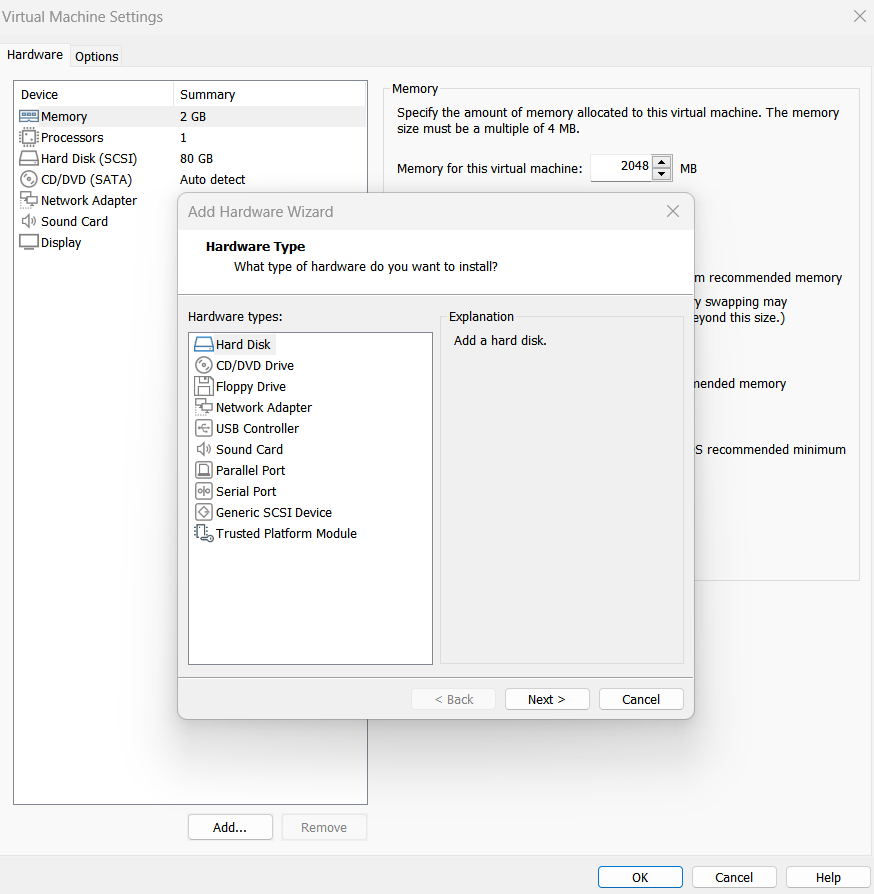 Virtual Machine Settings
Hardware Options
Device Summary
Memory 2 GB
Processors 1
Hard Disk (SCSI) 80 GB
CD/DVD (SATA) Auto detect
Network Adapter
Sound Card
Display
Memory
Specify the amount of memory allocated to this virtual machine. The memory
size must be a multiple of 4 MB.
Memory for this virtual machine: 2048 MB
m recommended memory
y swapping may
eyond this size.)
mended memory
S recommended minimum
Add Hardware Wizard
Hardware Type
What type of hardware do you want to install?
Hardware types:
Hard Disk
CD/DVD Drive
Floppy Drive
Network Adapter
USB Controller
Sound Card
Parallel Port
Serial Port
Generic SCSI Device
Trusted Platform Module
Explanation
Add a hard disk.
< Back Next > Cancel
Add... Remove
OK Cancel Help